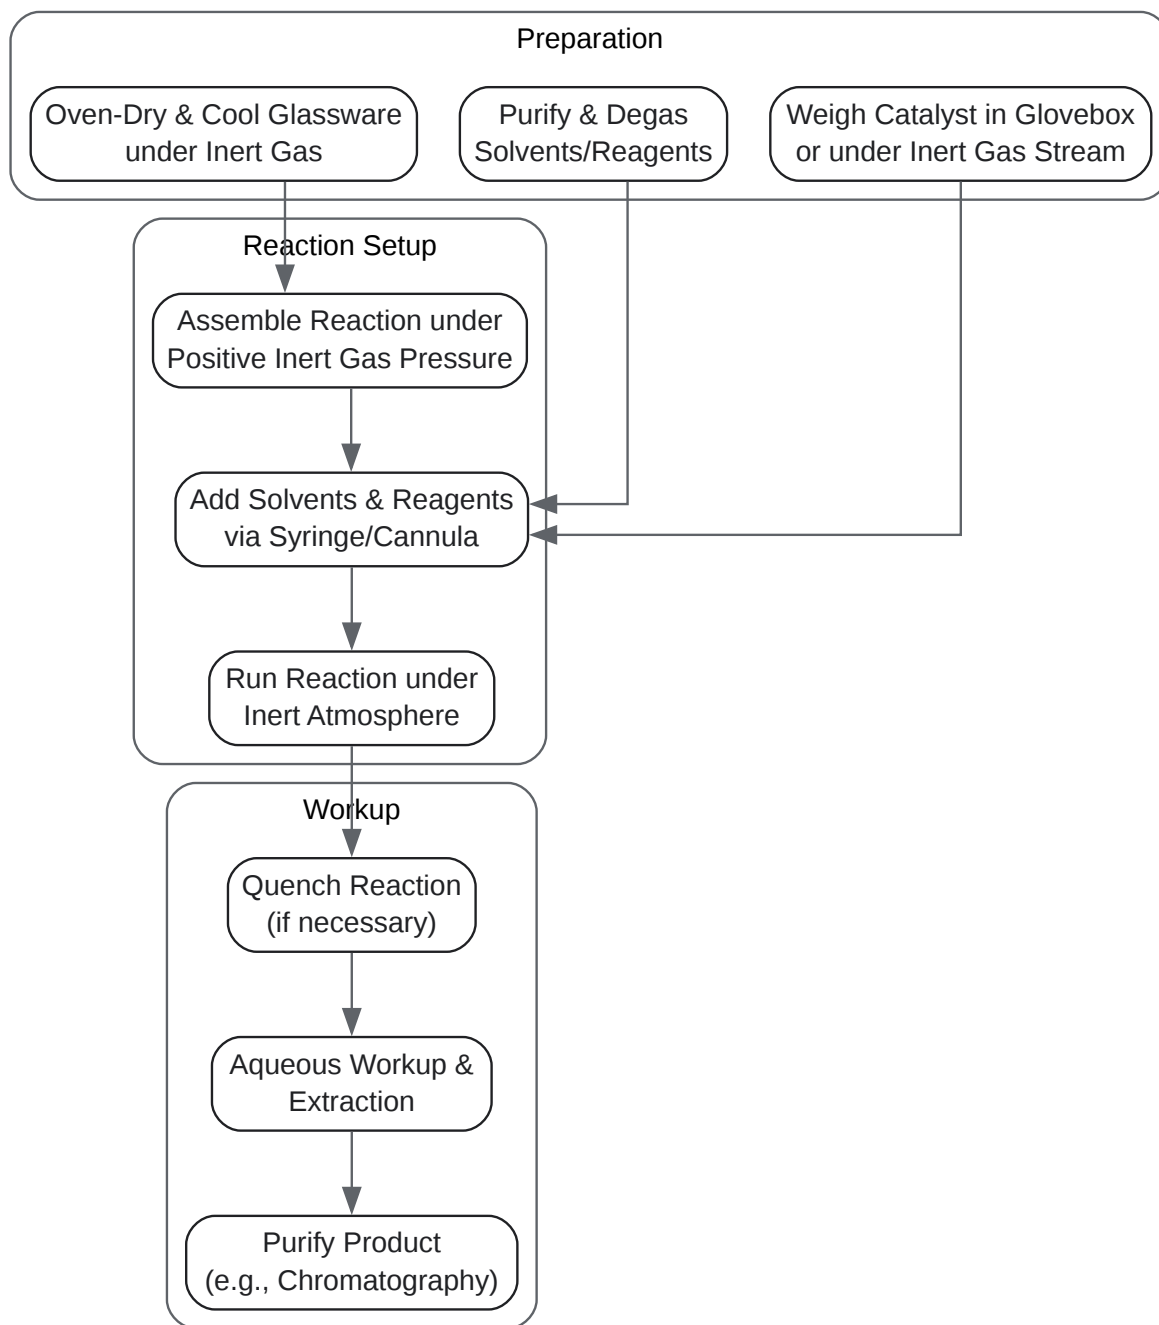 Preparation
Oven-Dry & Cool Glassware
under Inert Gas
Purify & Degas
Solvents/Reagents
Weigh Catalyst in Glovebox
or under Inert Gas Stream
Reaction Setup
Assemble Reaction under
Positive Inert Gas Pressure
Add Solvents & Reagents
via Syringe/Cannula
Run Reaction under
Inert Atmosphere
Workup
Quench Reaction
(if necessary)
Aqueous Workup &
Extraction
Purify Product
(e.g., Chromatography)